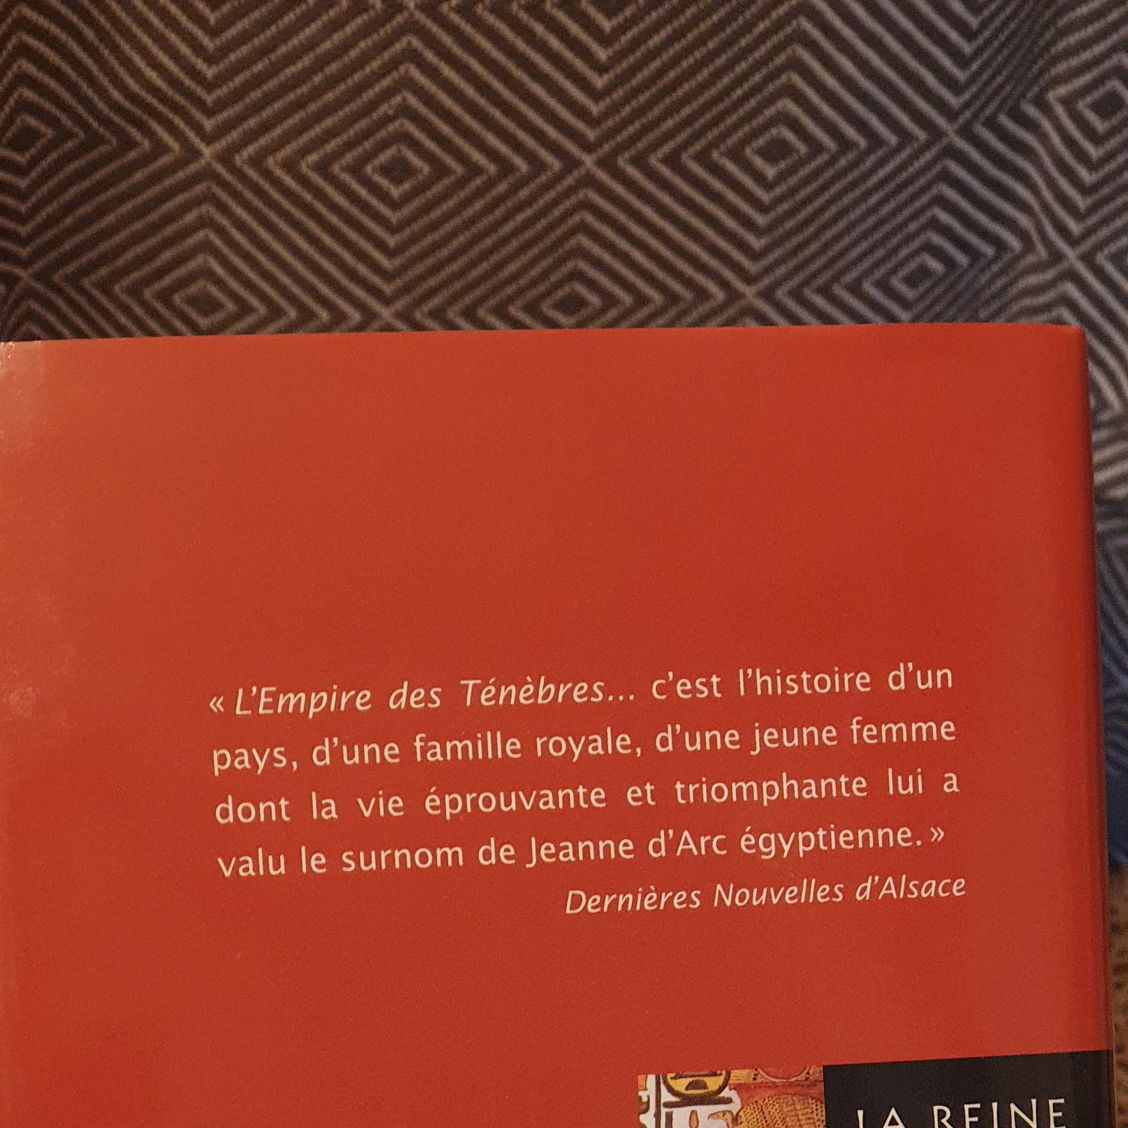 « L'Empire des Ténèbres... c'est l'histoire d'un
pays, d'une famille royale, d'une jeune femme
dont la vie éprouvante et triomphante lui a
valu le surnom de Jeanne d'Arc égyptienne. »
Dernières Nouvelles d'Alsace
LA REINE